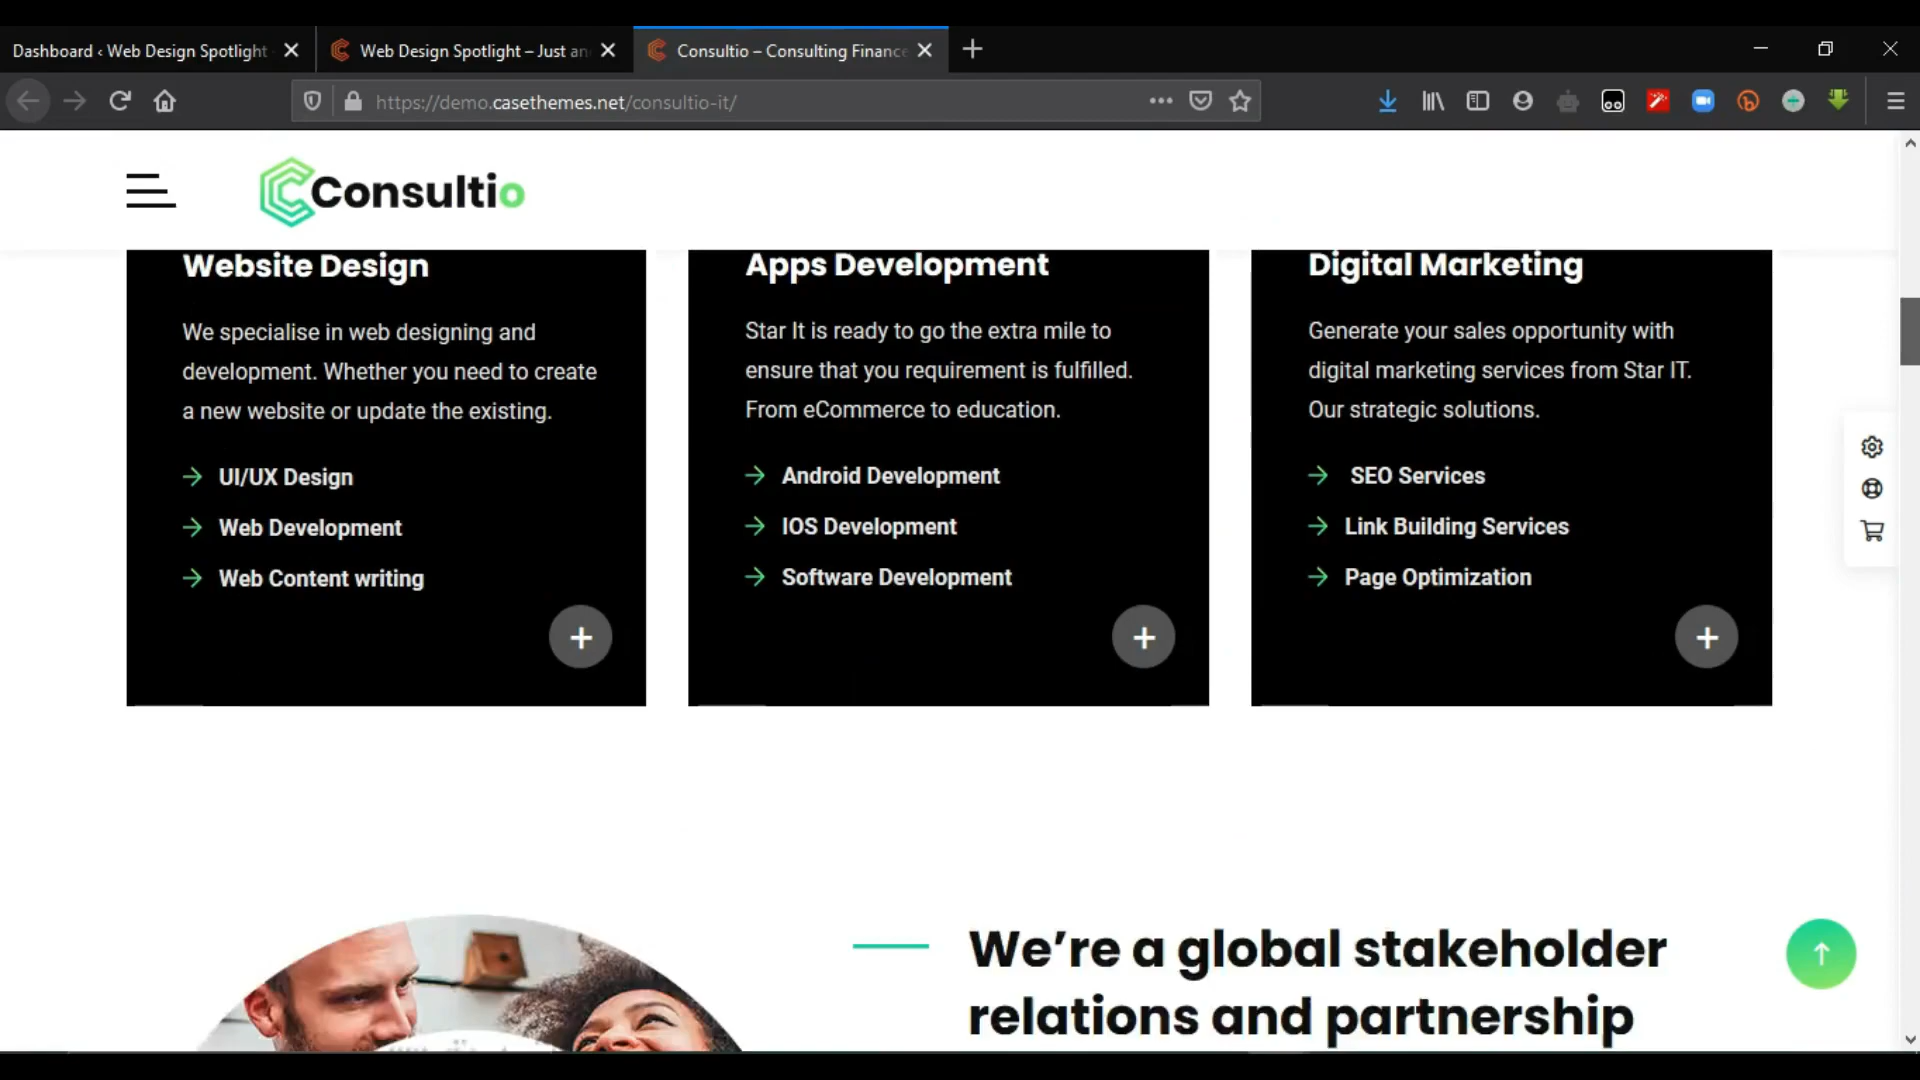 Dashboard ‹ Web Design Spotlight
Web Design Spotlight – Just an
Consultio – Consulting Finance
https://demo.casethemes.net/consultio-it/
Consultio
Website Design
We specialise in web designing and
development. Whether you need to create
a new website or update the existing.
UI/UX Design
Web Development
Web Content writing
Apps Development
Star It is ready to go the extra mile to
ensure that you requirement is fulfilled.
From eCommerce to education.
Android Development
IOS Development
Software Development
Digital Marketing
Generate your sales opportunity with
digital marketing services from Star IT.
Our strategic solutions.
SEO Services
Link Building Services
Page Optimization
We’re a global stakeholder
relations and partnership